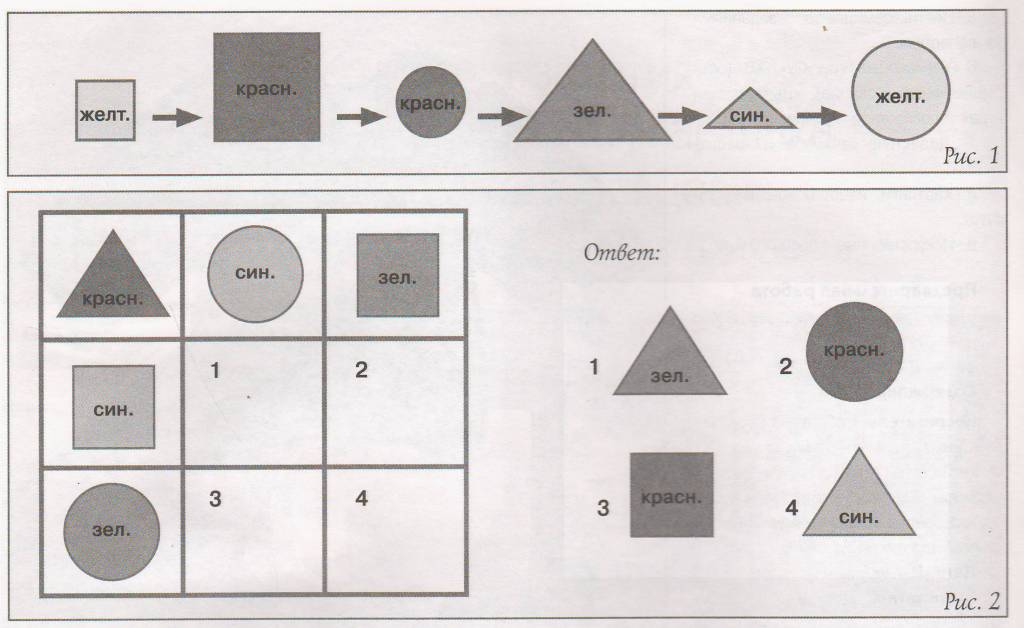 желт.
красн.
красн.
зел.
син.
желт.
Рис. 1
красн.
син.
зел.
син.
1
2
зел.
3
4
Ответ:
1
зел.
2
красн.
3
красн.
4
син.
Рис. 2